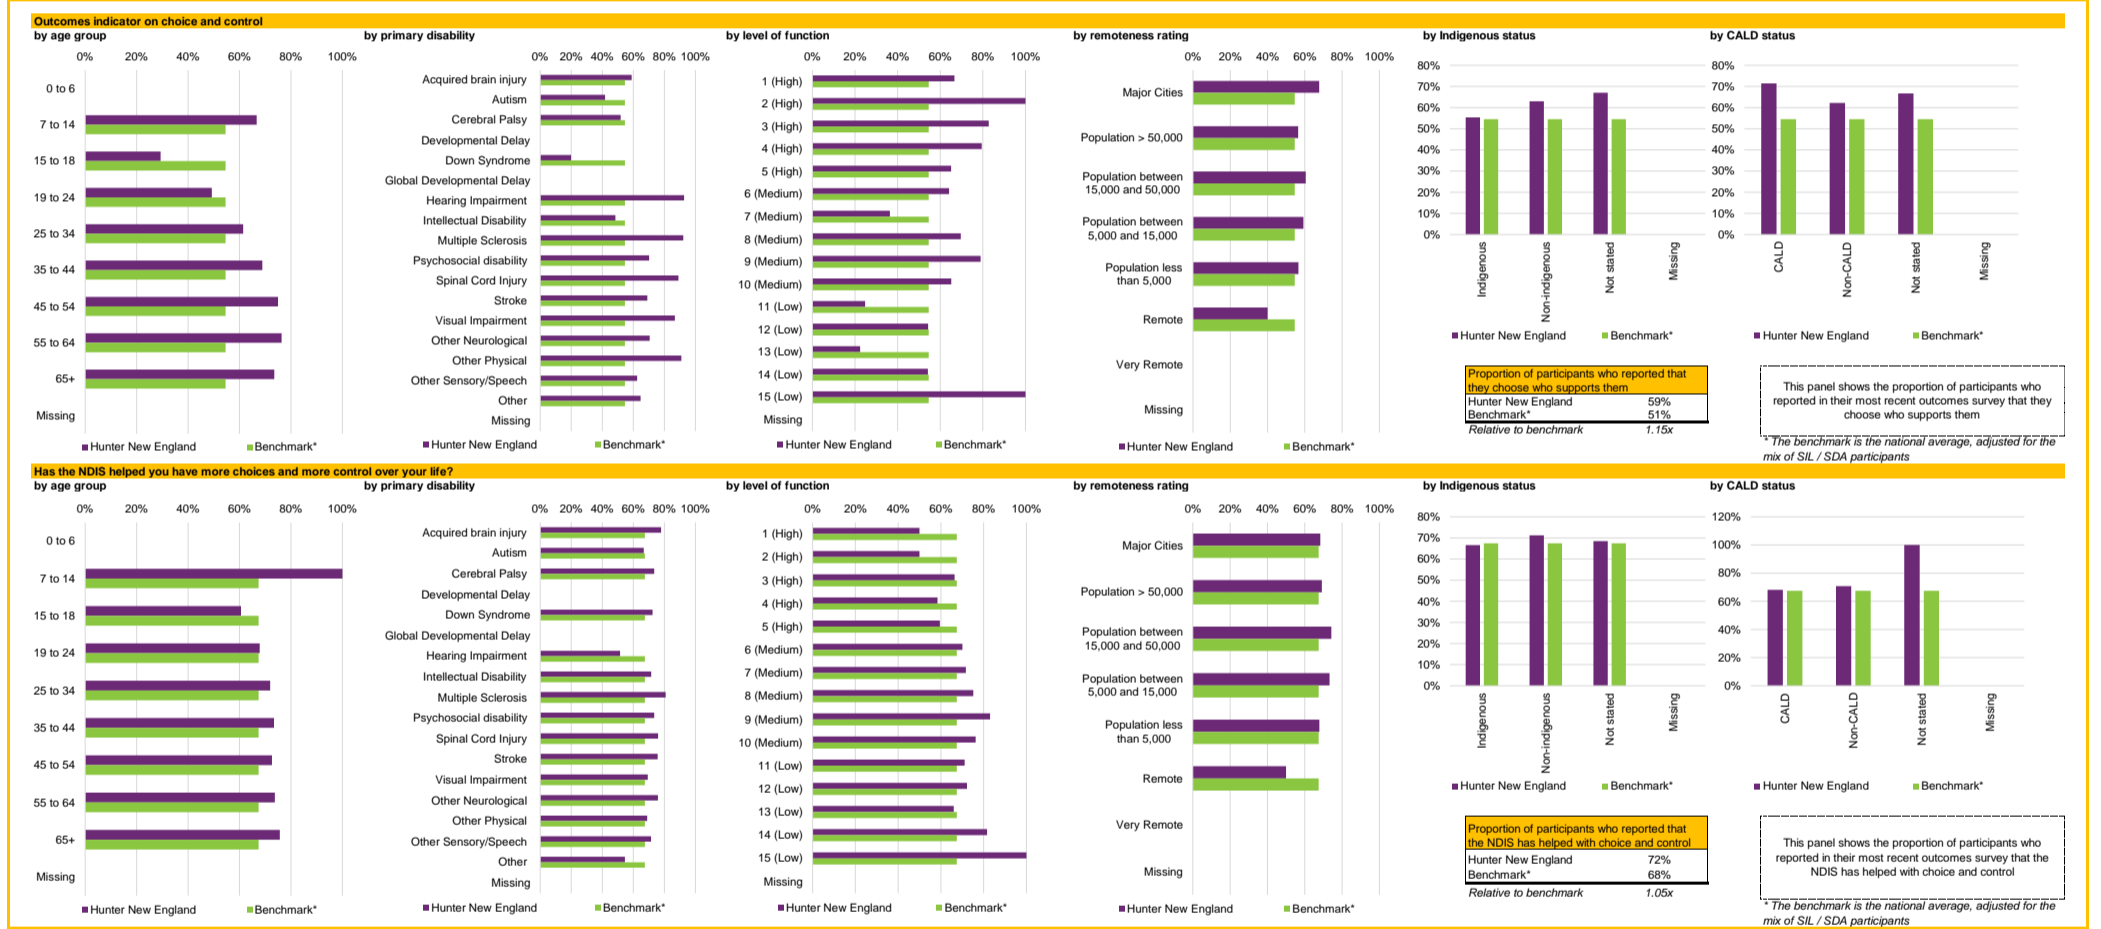 Outcomes indicator on choice and control
by age group
0% 20% 40% 60% 80% 100%
0 to 6
7 to 14
15 to 18
19 to 24
25 to 34
35 to 44
45 to 54
55 to 64
65+
Missing
Hunter New England Benchmark*
by primary disability
0% 20% 40% 60% 80% 100%
Acquired brain injury
Autism
Cerebral Palsy
Developmental Delay
Down Syndrome
Global Developmental Delay
Hearing Impairment
Intellectual Disability
Multiple Sclerosis
Psychosocial disability
Spinal Cord Injury
Stroke
Visual Impairment
Other Neurological
Other Physical
Other Sensory/Speech
Other
Missing
Hunter New England Benchmark*
by level of function
0% 20% 40% 60% 80% 100%
1 (High)
2 (High)
3 (High)
4 (High)
5 (High)
6 (Medium)
7 (Medium)
8 (Medium)
9 (Medium)
10 (Medium)
11 (Low)
12 (Low)
13 (Low)
14 (Low)
15 (Low)
Missing
Hunter New England Benchmark*
by remoteness rating
0% 20% 40% 60% 80% 100%
Major Cities
Population > 50,000
Population between
15,000 and 50,000
Population between
5,000 and 15,000
Population less
than 5,000
Remote
Very Remote
Missing
Hunter New England Benchmark*
by Indigenous status
80%
70%
60%
50%
40%
30%
20%
10%
0%
Indigenous
Non-indigenous
Not stated
Missing
Hunter New England Benchmark*
by CALD status
80%
70%
60%
50%
40%
30%
20%
10%
0%
CALD
Non-CALD
Not stated
Missing
Hunter New England Benchmark*
Proportion of participants who reported that
they choose who supports them
Hunter New England 59%
Benchmark* 51%
Relative to benchmark 1.15x
This panel shows the proportion of participants who
reported in their most recent outcomes survey that they
choose who supports them
* The benchmark is the national average, adjusted for the
mix of SIL / SDA participants
Has the NDIS helped you have more choices and more control over your life?
by age group
0% 20% 40% 60% 80% 100%
0 to 6
7 to 14
15 to 18
19 to 24
25 to 34
35 to 44
45 to 54
55 to 64
65+
Missing
Hunter New England Benchmark*
by primary disability
0% 20% 40% 60% 80% 100%
Acquired brain injury
Autism
Cerebral Palsy
Developmental Delay
Down Syndrome
Global Developmental Delay
Hearing Impairment
Intellectual Disability
Multiple Sclerosis
Psychosocial disability
Spinal Cord Injury
Stroke
Visual Impairment
Other Neurological
Other Physical
Other Sensory/Speech
Other
Missing
Hunter New England Benchmark*
by level of function
0% 20% 40% 60% 80% 100%
1 (High)
2 (High)
3 (High)
4 (High)
5 (High)
6 (Medium)
7 (Medium)
8 (Medium)
9 (Medium)
10 (Medium)
11 (Low)
12 (Low)
13 (Low)
14 (Low)
15 (Low)
Missing
Hunter New England Benchmark*
by remoteness rating
0% 20% 40% 60% 80% 100%
Major Cities
Population > 50,000
Population between
15,000 and 50,000
Population between
5,000 and 15,000
Population less
than 5,000
Remote
Very Remote
Missing
Hunter New England Benchmark*
by Indigenous status
80%
70%
60%
50%
40%
30%
20%
10%
0%
Indigenous
Non-indigenous
Not stated
Missing
Hunter New England Benchmark*
by CALD status
120%
100%
80%
60%
40%
20%
0%
CALD
Non-CALD
Not stated
Missing
Hunter New England Benchmark*
Proportion of participants who reported that
the NDIS has helped with choice and control
Hunter New England 72%
Benchmark* 68%
Relative to benchmark 1.05x
This panel shows the proportion of participants who
reported in their most recent outcomes survey that the
NDIS has helped with choice and control
* The benchmark is the national average, adjusted for the
mix of SIL / SDA participants